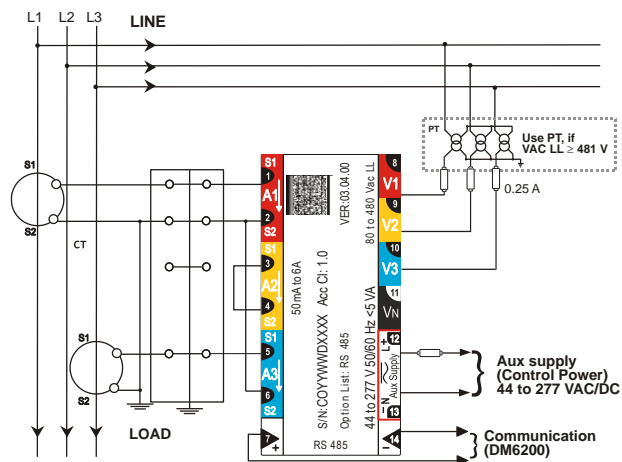 L1 L2 L3 LINE
PT
Use PT, if
VAC LL ≥ 481 V
0.25 A
S1
S2
CT
S1
S2
LOAD
S1
1
A1
2
S2
S1
3
A2
4
S2
S1
5
A3
6
S2
7
+
50 mA to 6A
S/N:COYYWWDXXXX Acc Cl: 1.0
VER:03.04.00
Option List: RS 485
RS 485
80 to 480 Vac LL
44 to 277 V 50/60 Hz <5 VA
8
V1
9
V2
10
V3
11
VN
12
L+
Aux Supply
N
–
13
14
–
Aux supply
(Control Power)
44 to 277 VAC/DC
Communication
(DM6200)